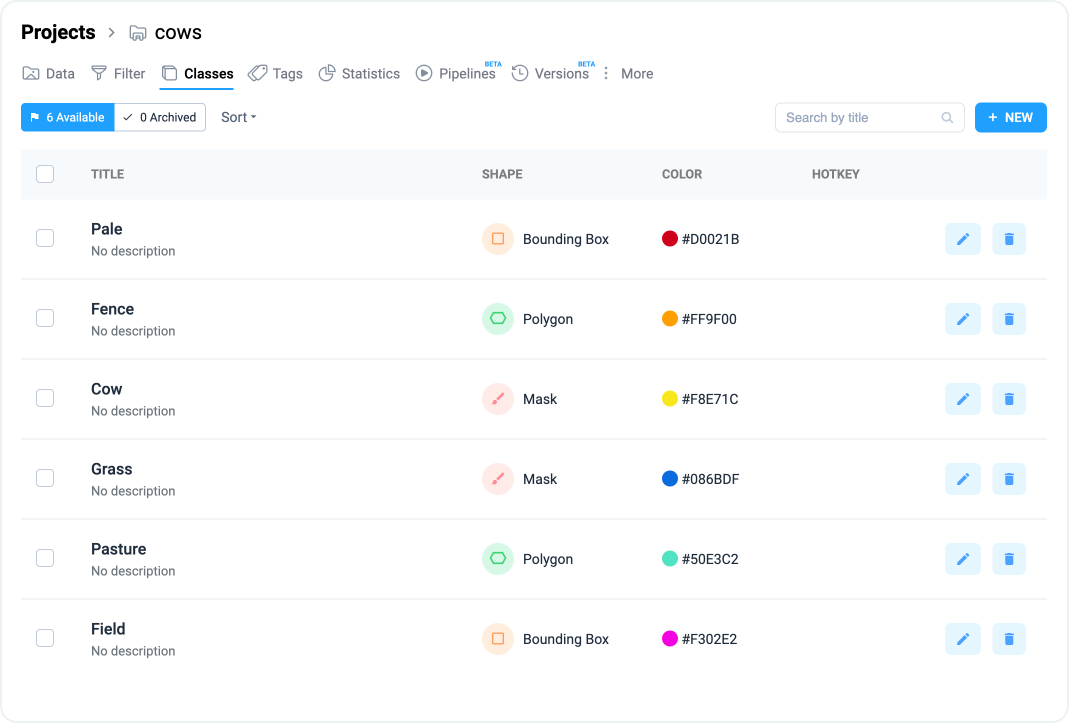 Projects > cows
Data Filter Classes Tags Statistics Pipelines BETA Versions BETA More
6 Available 0 Archived Sort Search by title + NEW
TITLE SHAPE COLOR HOTKEY
Pale
No description
Bounding Box #D0021B
Fence
No description
Polygon #FF9F00
Cow
No description
Mask #F8E71C
Grass
No description
Mask #086BDF
Pasture
No description
Polygon #50E3C2
Field
No description
Bounding Box #F302E2